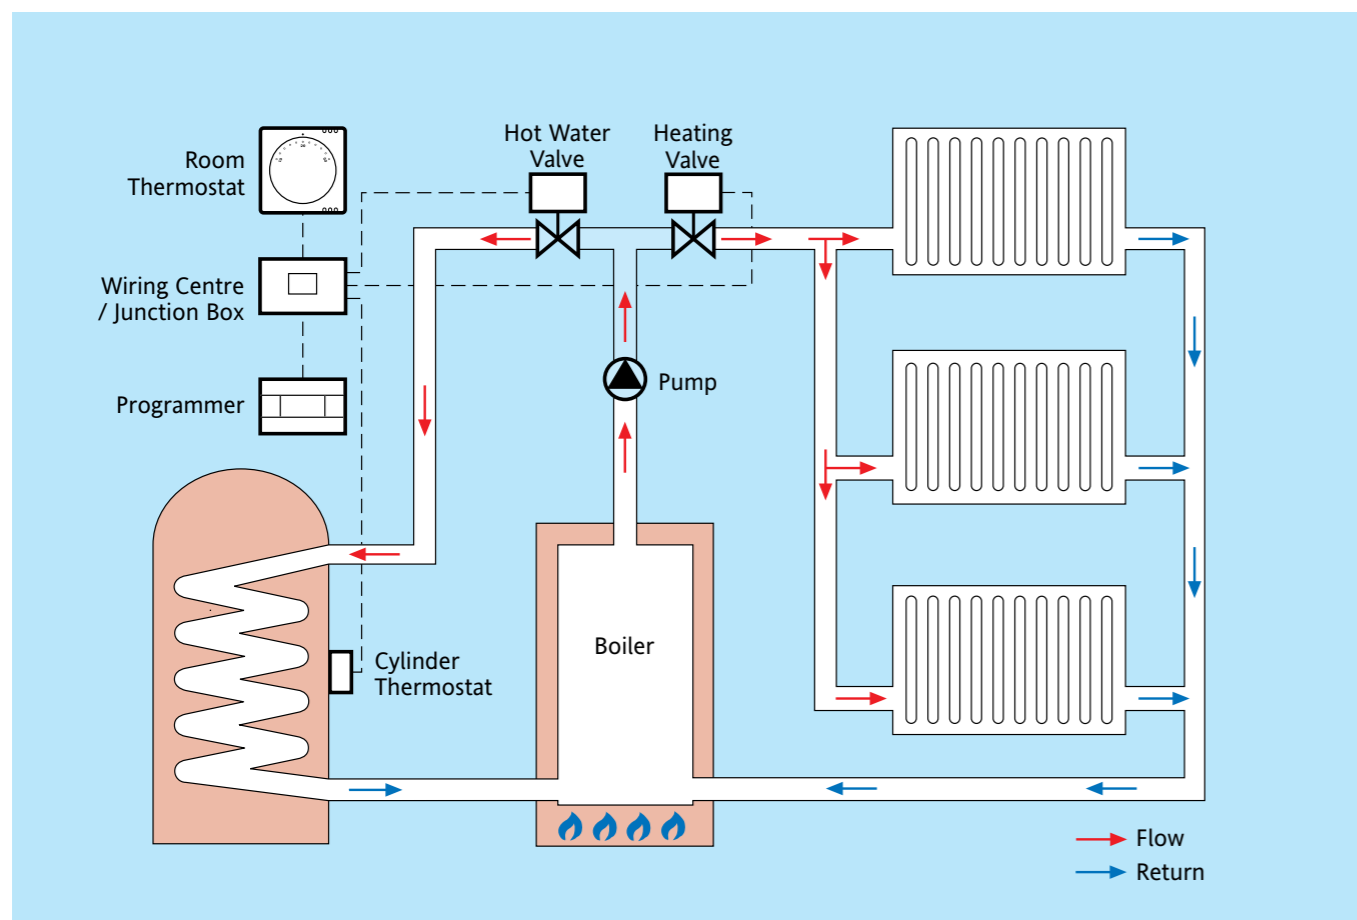 Hot Water
Valve
Heating
Valve
Room
Thermostat
Wiring Centre
/ Junction Box
Pump
Programmer
Boiler
Cylinder
Thermostat
Flow
Return